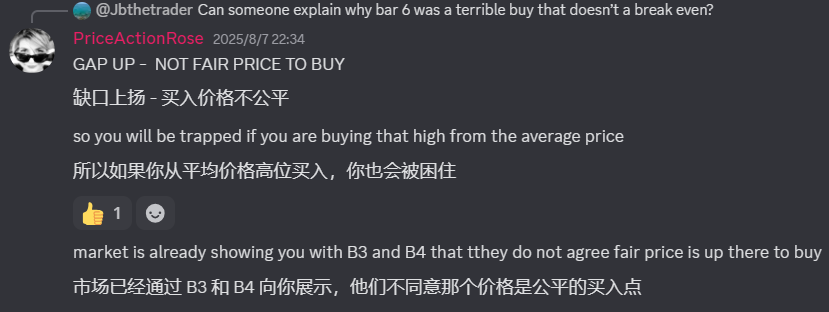 @Jbthetrader Can someone explain why bar 6 was a terrible buy that doesn't a break even?
PriceActionRose 2025/8/7 22:34
GAP UP - NOT FAIR PRICE TO BUY
缺口上扬 - 买入价格不公平
so you will be trapped if you are buying that high from the average price
所以如果你从平均价格高位买入，你也会被困住
👍 1
market is already showing you with B3 and B4 that tthey do not agree fair price is up there to buy
市场已经通过 B3 和 B4 向你展示，他们不同意那个价格是公平的买入点